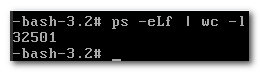 -bash-3.2# ps -eLf | wc -l
32501
-bash-3.2# _